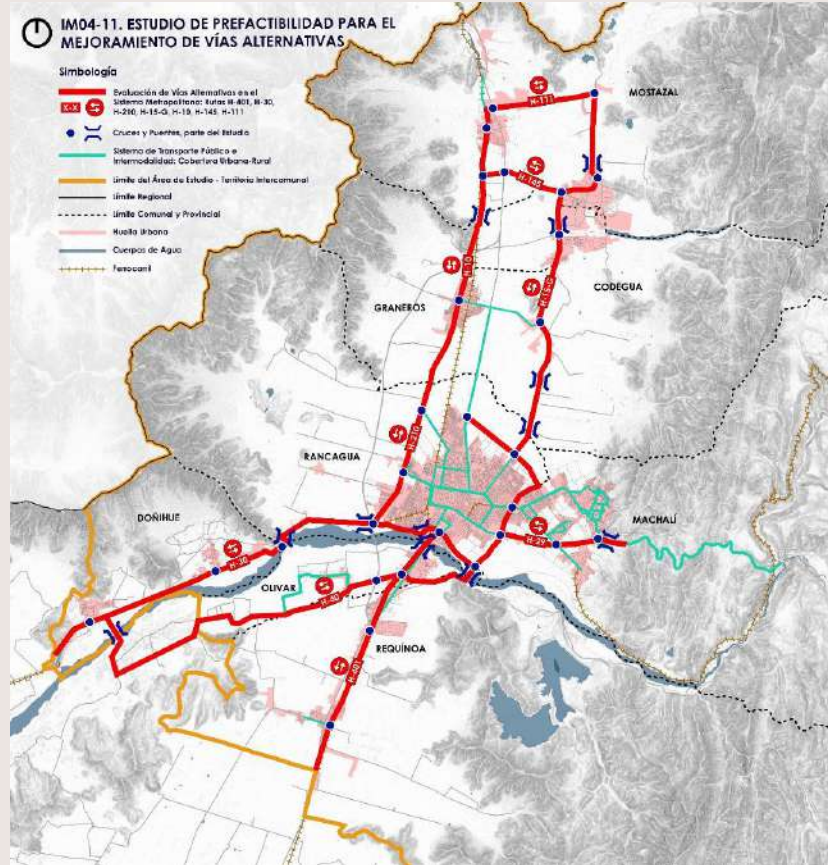 IM04-11. ESTUDIO DE PREFACTIBILIDAD PARA EL
MEJORAMIENTO DE VÍAS ALTERNATIVAS
Simbología
X-X
Evaluación de Vías Alternativas en el
Sistema Metropolitano: Rutas H-401, H-30,
H-210, H-15-G, H-10, H-145, H-111
Cruces y Puentes, parte del Estudio
Sistema de Transporte Público e
Intermodalidad: Cobertura Urbana-Rural
Límite del Área de Estudio - Territorio Intercomunal
Límite Regional
Límite Comunal y Provincial
Huella Urbana
Cuerpos de Agua
Ferrocarril
MOSTAZAL
H-111
H-145
CODEGUA
H-10
H-15-G
GRANEROS
H-210
RANCAGUA
DOÑIHUE
MACHALÍ
H-29
H-30
OLIVAR
H-40
REQUÍNOA
H-401